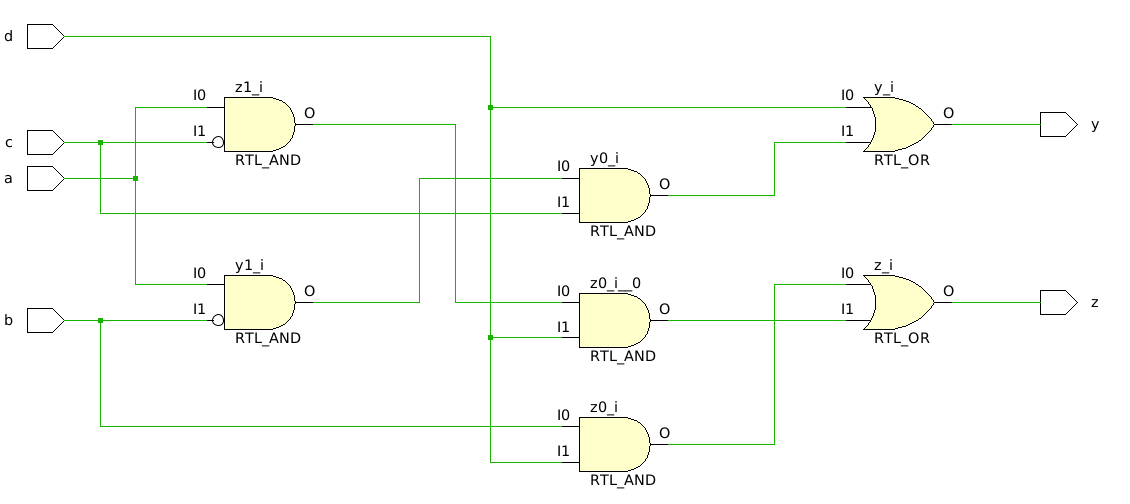 d
z1_i
I0
O
I1
RTL_AND
c
a
y_i
I0
O
I1
RTL_OR
y
y0_i
I0
O
I1
RTL_AND
y1_i
I0
O
I1
RTL_AND
b
z0_i__0
I0
O
I1
RTL_AND
z_i
I0
O
I1
RTL_OR
z
z0_i
I0
O
I1
RTL_AND